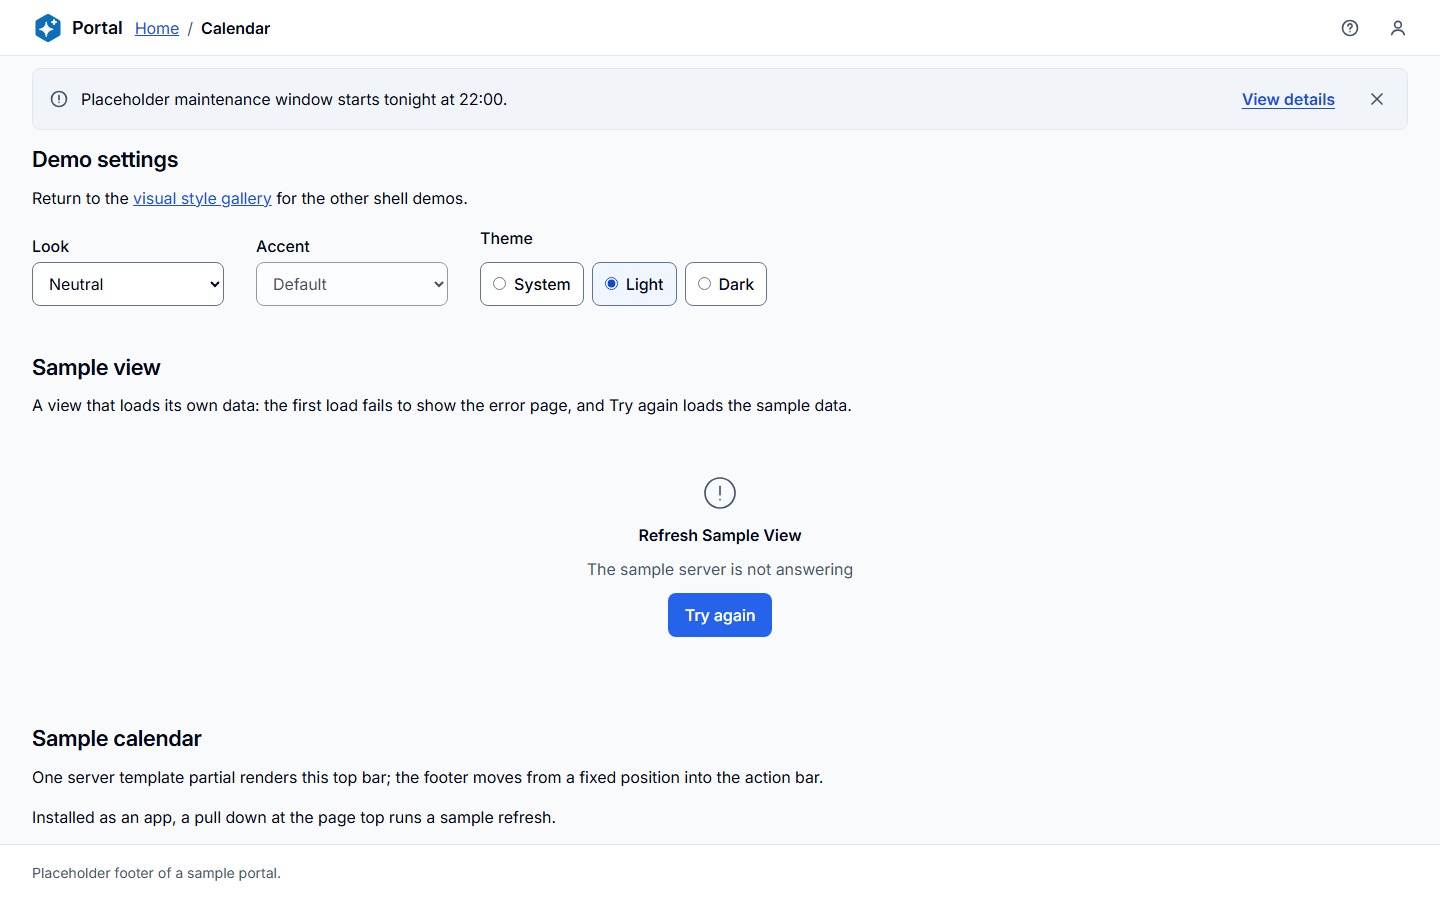 Portal Home / Calendar
Placeholder maintenance window starts tonight at 22:00. View details
Demo settings
Return to the visual style gallery for the other shell demos.
Look
Accent
Theme
Neutral
Default
System
Light
Dark
Sample view
A view that loads its own data: the first load fails to show the error page, and Try again loads the sample data.
Refresh Sample View
The sample server is not answering
Try again
Sample calendar
One server template partial renders this top bar; the footer moves from a fixed position into the action bar.
Installed as an app, a pull down at the page top runs a sample refresh.
Placeholder footer of a sample portal.